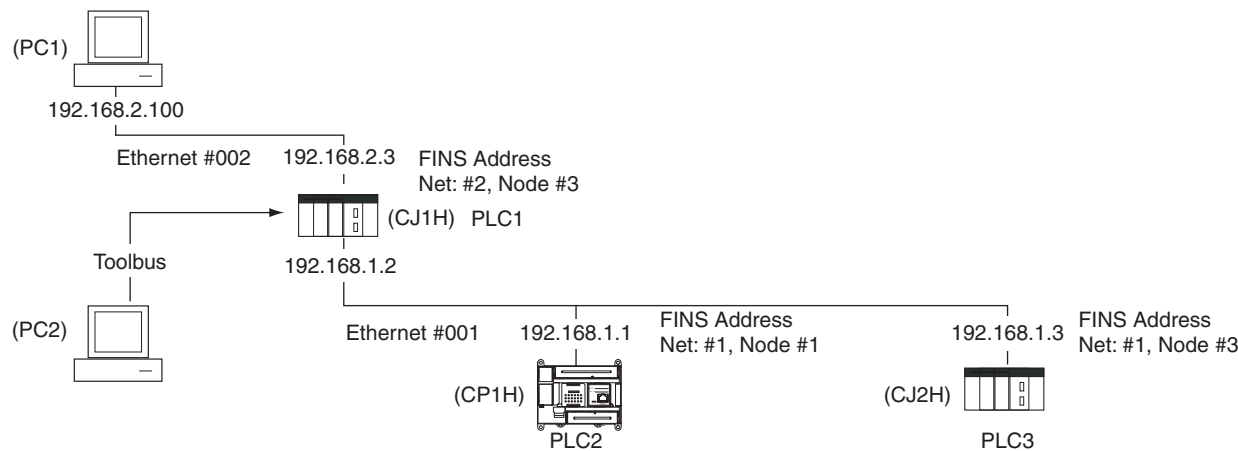 (PC1)
192.168.2.100
Ethernet #002
192.168.2.3
FINS Address
Net: #2, Node #3
(CJ1H) PLC1
Toolbus
192.168.1.2
(PC2)
Ethernet #001
192.168.1.1
FINS Address
Net: #1, Node #1
192.168.1.3
FINS Address
Net: #1, Node #3
(CP1H)
PLC2
(CJ2H)
PLC3